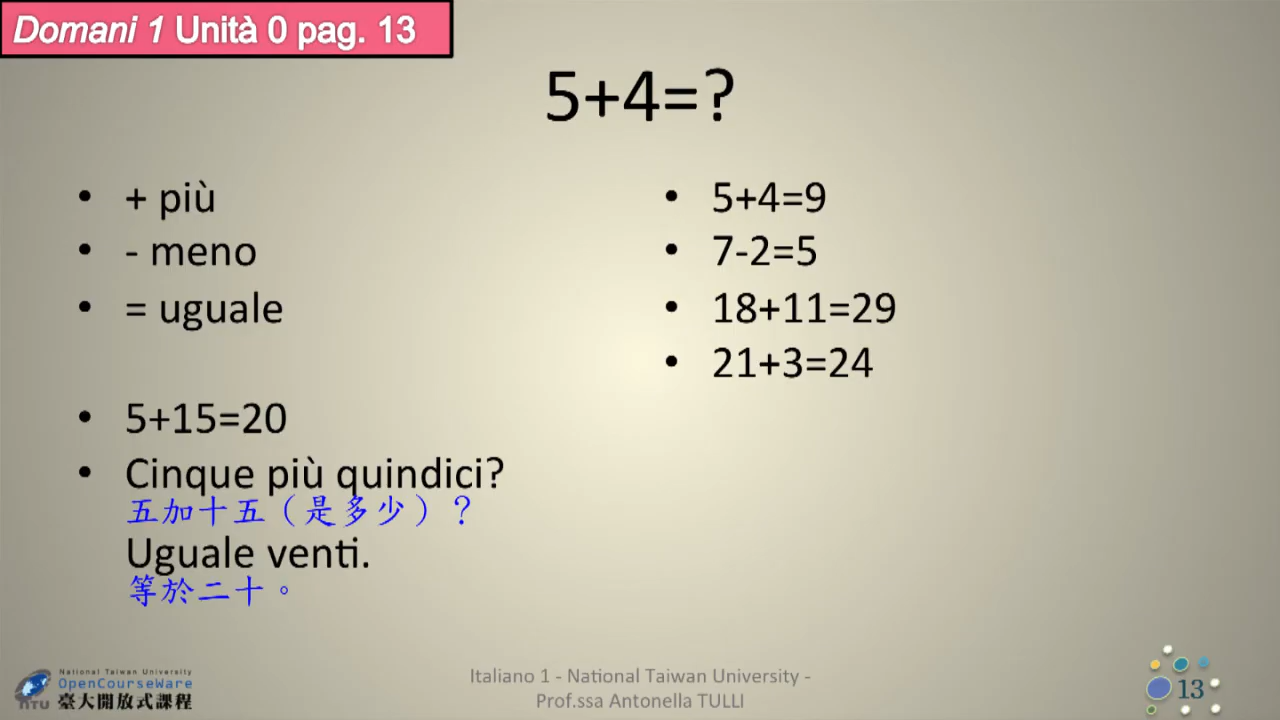 Domani 1 Unità 0 pag. 13
5+4=?
• + più
• - meno
• = uguale
• 5+15=20
• Cinque più quindici?
五加十五（是多少）？
Uguale venti.
等於二十。
• 5+4=9
• 7-2=5
• 18+11=29
• 21+3=24
National Taiwan University
OpenCourseWare
NTU 臺大開放式課程
Italiano 1 - National Taiwan University -
Prof.ssa Antonella TULLI
13